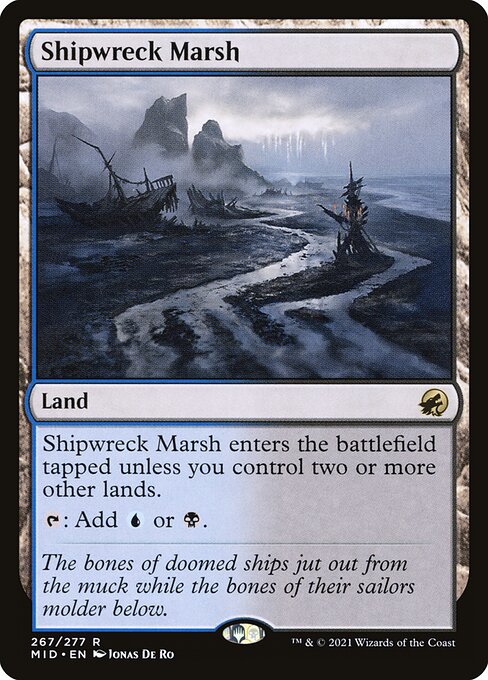 Shipwreck Marsh
Land
Shipwreck Marsh enters the battlefield
tapped unless you control two or more
other lands.
: Add or .
The bones of doomed ships jut out from
the muck while the bones of their sailors
molder below.
267/277 R
MID • EN Jonas De Ro
™ & © 2021 Wizards of the Coast